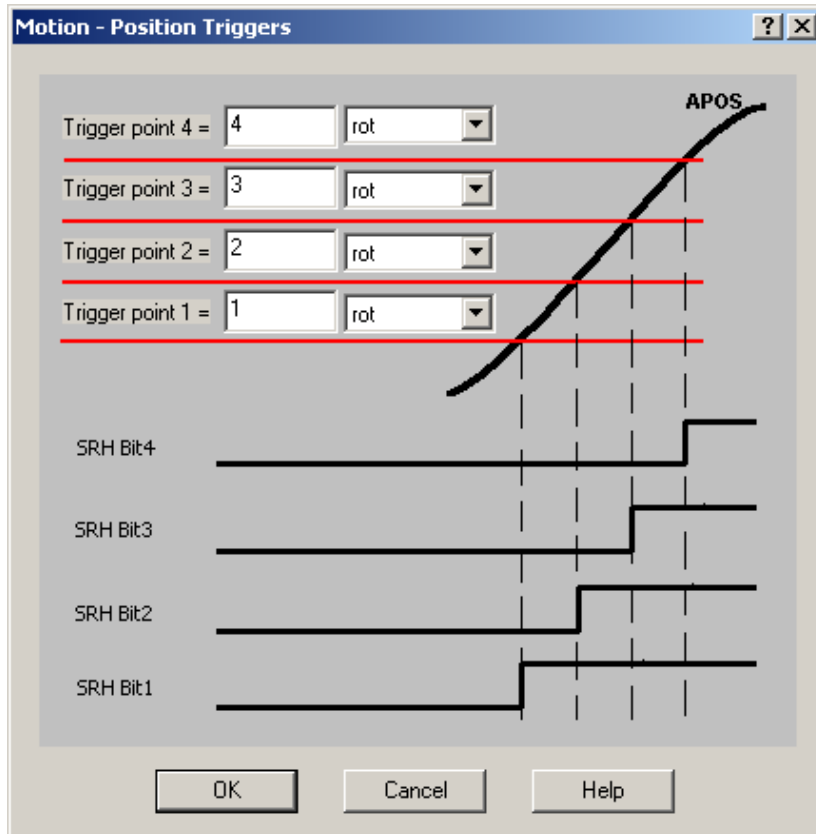 Motion - Position Triggers
APOS
Trigger point 4 = 4 rot
Trigger point 3 = 3 rot
Trigger point 2 = 2 rot
Trigger point 1 = 1 rot
SRH Bit4
SRH Bit3
SRH Bit2
SRH Bit1
OK Cancel Help